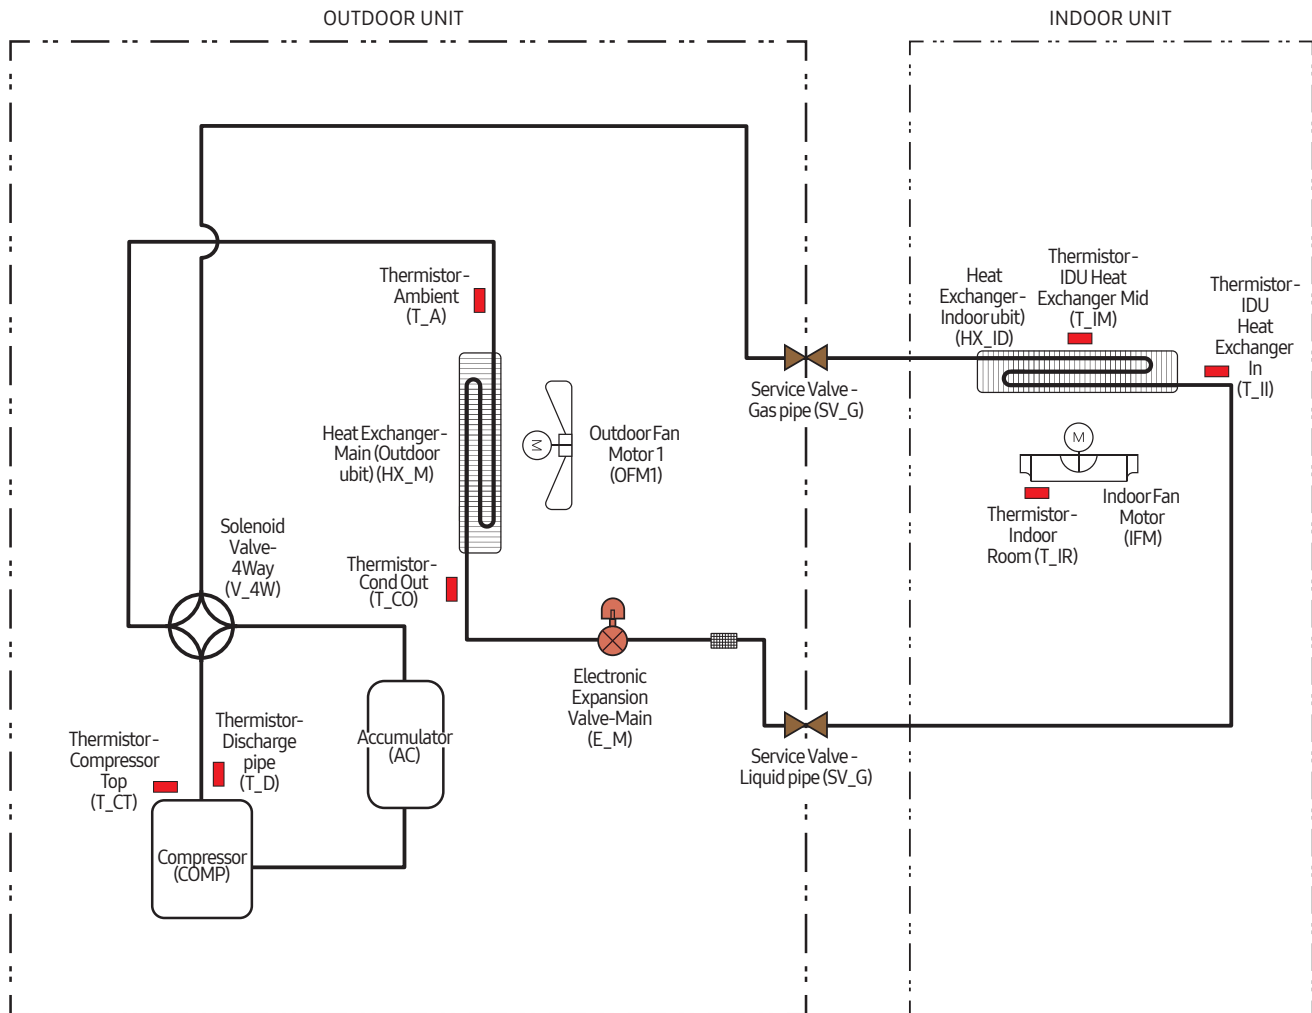 OUTDOOR UNIT
INDOOR UNIT
Thermistor-
Ambient
(T_A)
Heat
Exchanger-
Indoorubit)
(HX_ID)
Thermistor-
IDU Heat
Exchanger Mid
(T_IM)
Thermistor-
IDU
Heat
Exchanger
In
(T_II)
Service Valve -
Gas pipe (SV_G)
Heat Exchanger-
Main (Outdoor
ubit) (HX_M)
M
Outdoor Fan
Motor 1
(OFM1)
M
Thermistor-
Indoor
Room (T_IR)
Indoor Fan
Motor
(IFM)
Solenoid
Valve-
4Way
(V_4W)
Thermistor-
Cond Out
(T_CO)
Electronic
Expansion
Valve-Main
(E_M)
Thermistor-
Compressor
Top
(T_CT)
Thermistor-
Discharge
pipe
(T_D)
Accumulator
(AC)
Service Valve -
Liquid pipe (SV_G)
Compressor
(COMP)